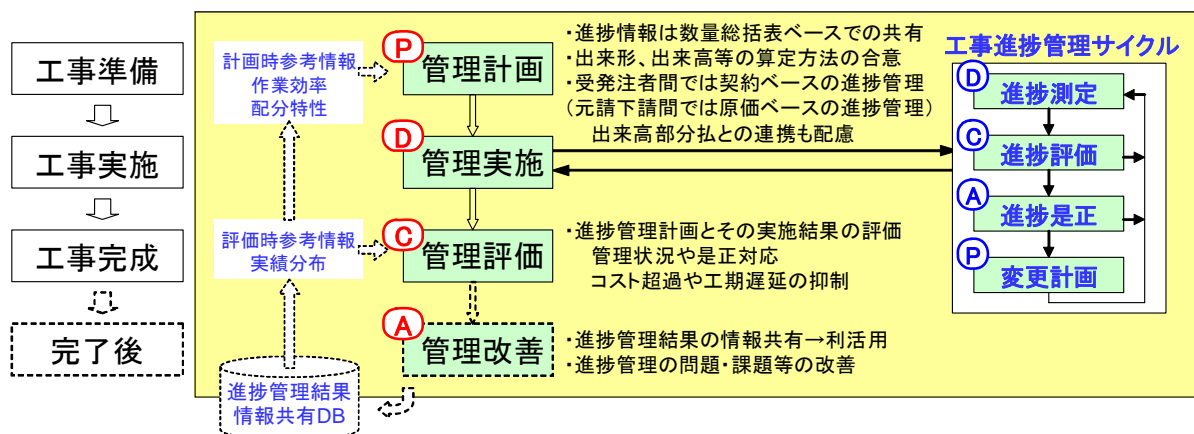 工事準備
工事実施
工事完成
完了後
計画時参考情報
作業効率
配分特性
評価時参考情報
実績分布
進捗管理結果
情報共有DB
P
管理計画
D
管理実施
C
管理評価
A
管理改善
・進捗情報は数量総括表ベースでの共有
・出来形、出来高等の算定方法の合意
・受発注者間では契約ベースの進捗管理
(元請下請間では原価ベースの進捗管理)
出来高部分払との連携も配慮
・進捗管理計画とその実施結果の評価
管理状況や是正対応
コスト超過や工期遅延の抑制
・進捗管理結果の情報共有→利活用
・進捗管理の問題・課題等の改善
工事進捗管理サイクル
D
進捗測定
C
進捗評価
A
進捗是正
P
変更計画